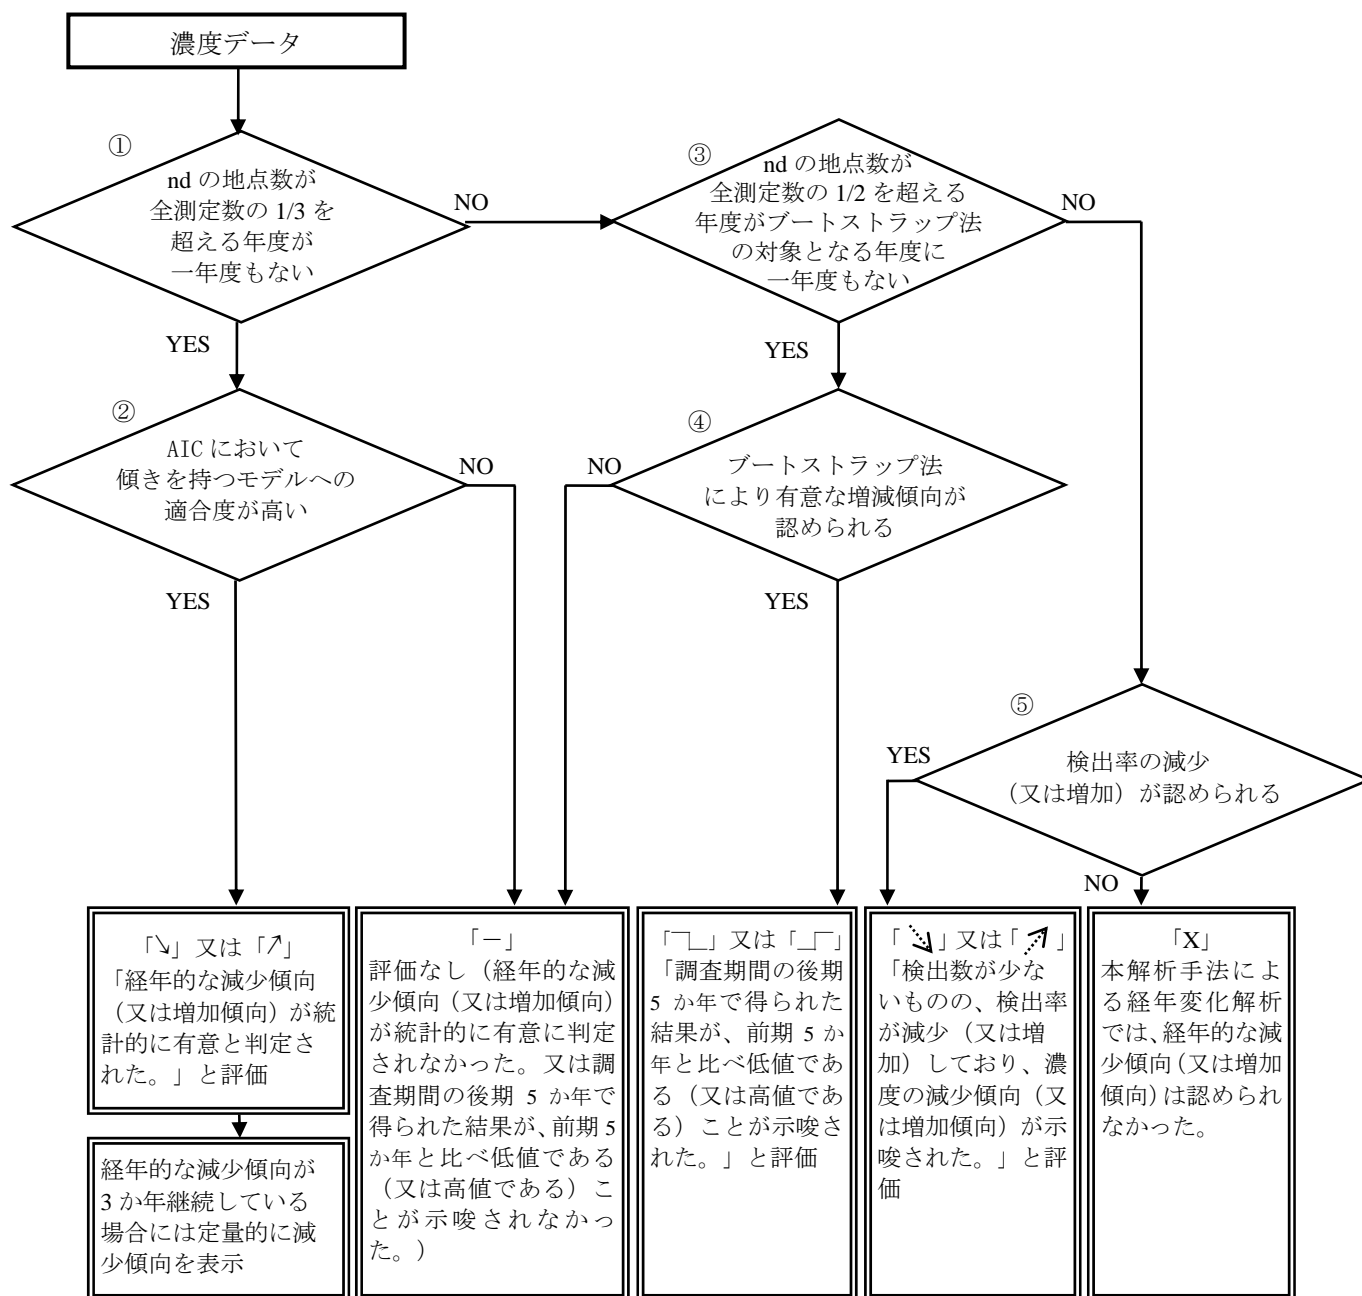 濃度データ
①
nd の地点数が
全測定数の 1/3 を
超える年度が
一年度もない
NO
YES
③
nd の地点数が
全測定数の 1/2 を超える
年度がブートストラップ法
の対象となる年度に
一年度もない
NO
YES
②
AIC において
傾きを持つモデルへの
適合度が高い
NO
YES
④
ブートストラップ法
により有意な増減傾向が
認められる
NO
YES
⑤
検出率の減少
（又は増加）が認められる
YES
NO
「↘」又は「↗」
「経年的な減少傾向
（又は増加傾向）が統
計的に有意と判定さ
れた。」と評価
経年的な減少傾向が
3 か年継続している
場合には定量的に減
少傾向を表示
「－」
評価なし（経年的な減
少傾向（又は増加傾向）
が統計的に有意に判定
されなかった。又は調
査期間の後期 5 か年で
得られた結果が、前期 5
か年と比べ低値である
（又は高値である）こ
とが示唆されなかっ
た。）
「￢＿」又は「＿┌」
「調査期間の後期
5 か年で得られた
結果が、前期 5 か
年と比べ低値であ
る（又は高値であ
る）ことが示唆さ
れた。」と評価
「↘」又は「↗」
「検出数が少な
いものの、検出率
が減少（又は増
加）しており、濃
度の減少傾向（又
は増加傾向）が示
唆された。」と評
価
「X」
本解析手法によ
る経年変化解析
では、経年的な減
少傾向（又は増加
傾向）は認められ
なかった。